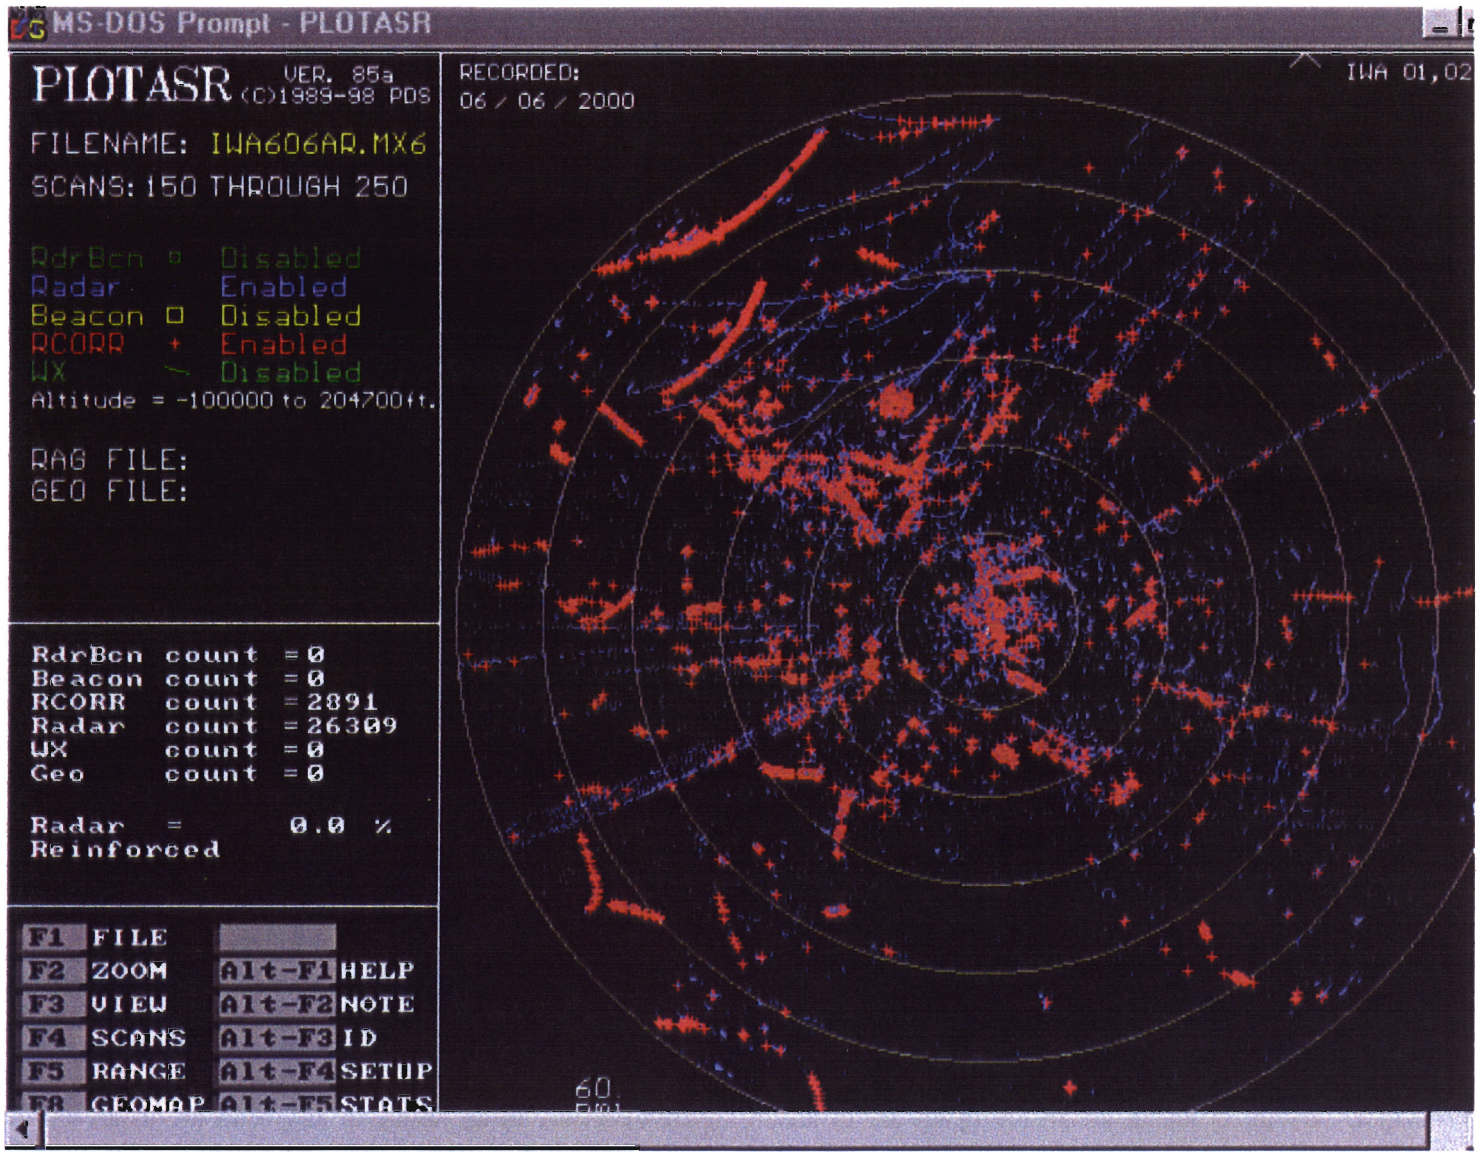 MS-DOS Prompt - PLOTASR
PLOTASR VER. 85a
(C)1989-98 PDS
FILENAME: IWA606AR.MX6
SCANS: 150 THROUGH 250
RdrBcn Disabled
Radar Enabled
Beacon Disabled
RCORR + Enabled
WX Disabled
Altitude = -100000 to 204700ft.
RAG FILE:
GEO FILE:
RdrBcn count =0
Beacon count =0
RCORR count =2891
Radar count =26309
WX count =0
Geo count =0
Radar = 0.0 %
Reinforced
F1 FILE
F2 ZOOM Alt-F1 HELP
F3 VIEW Alt-F2 NOTE
F4 SCANS Alt-F3 ID
F5 RANGE Alt-F4 SETUP
F8 GEOMAP Alt-F5 STATS
RECORDED:
06 / 06 / 2000
IWA 01,02
60